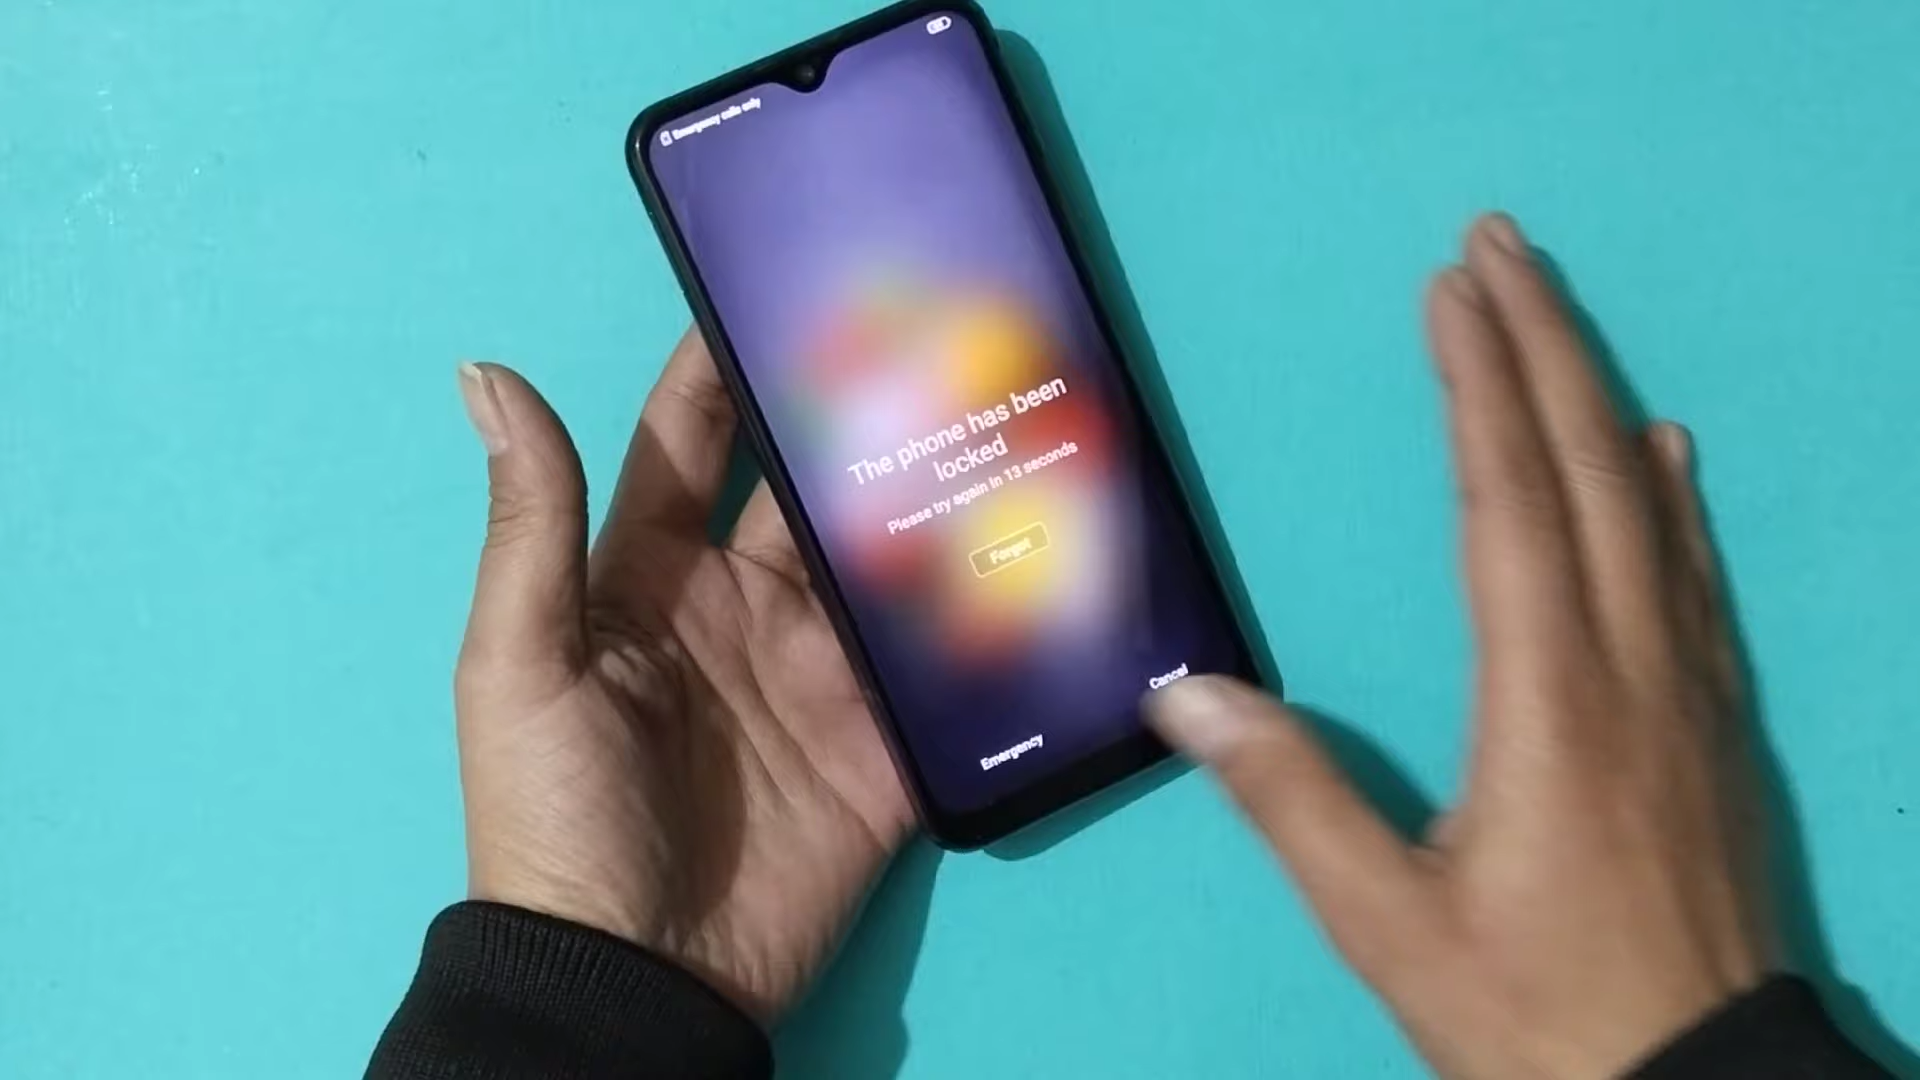 Emergency calls only
The phone has been
locked
Please try again in 13 seconds
Forgot
Cancel
Emergency